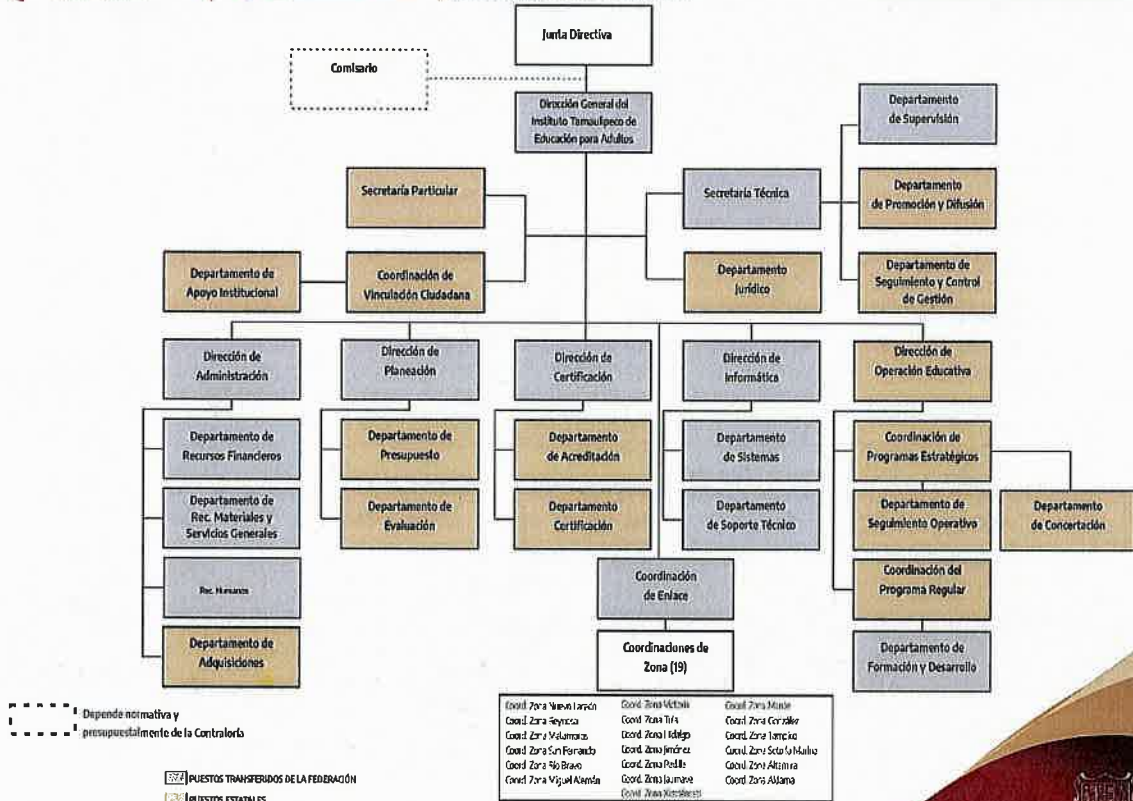 Junta Directiva
Comisario
Dirección General del
Instituto Tamaulipeco de
Educación para Adultos
Departamento
de Supervisión
Secretaría Particular
Secretaría Técnica
Departamento
de Promoción y Difusión
Departamento de
Apoyo Institucional
Coordinación de
Vinculación Ciudadana
Departamento
Jurídico
Departamento de
Seguimiento y Control
de Gestión
Dirección de
Administración
Dirección de
Planeación
Dirección de
Certificación
Dirección de
Informática
Dirección de
Operación Educativa
Departamento de
Recursos Financieros
Departamento de
Presupuesto
Departamento
de Acreditación
Departamento
de Sistemas
Coordinación de
Programas Estratégicos
Departamento de
Rec. Materiales y
Servicios Generales
Departamento de
Evaluación
Departamento
Certificación
Departamento
de Soporte Técnico
Departamento de
Seguimiento Operativo
Departamento
de Concertación
Rec. Humanos
Coordinación
de Enlace
Coordinación del
Programa Regular
Departamento de
Adquisiciones
Coordinaciones de
Zona (19)
Departamento de
Formación y Desarrollo
Coord. Zona Nuevo Laredo
Coord. Zona Reynosa
Coord. Zona Matamoros
Coord. Zona San Fernando
Coord. Zona Río Bravo
Coord. Zona Miguel Alemán
Coord. Zona Victoria
Coord. Zona Tula
Coord. Zona Hidalgo
Coord. Zona Jiménez
Coord. Zona Padilla
Coord. Zona Jaumave
Coord. Zona Xicoténcatl
Coord. Zona Mante
Coord. Zona González
Coord. Zona Tampico
Coord. Zona Soto la Marina
Coord. Zona Altamira
Coord. Zona Aldama
Depende normativa y
presupuestalmente de la Contraloría
PUESTOS TRANSFERIDOS DE LA FEDERACIÓN
PUESTOS ESTATALES